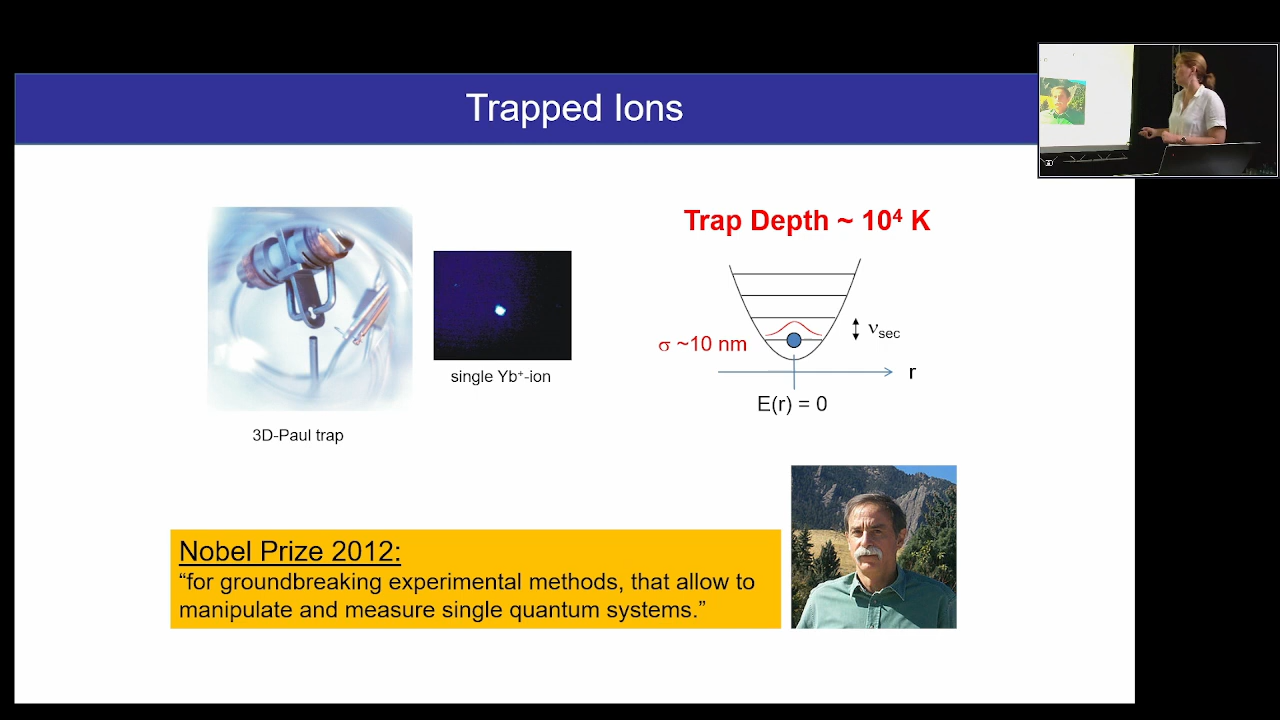 Trapped Ions
Trap Depth ~ 10⁴ K
νsec
σ ~10 nm
r
single Yb⁺-ion
E(r) = 0
3D-Paul trap
Nobel Prize 2012:
“for groundbreaking experimental methods, that allow to
manipulate and measure single quantum systems.”